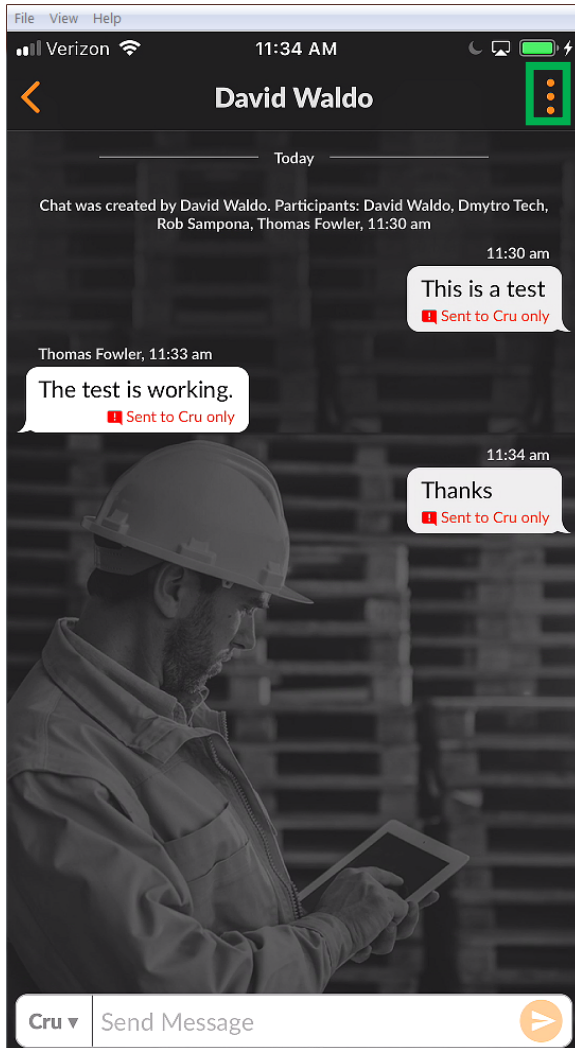 File View Help
Verizon 11:34 AM
David Waldo
Today
Chat was created by David Waldo. Participants: David Waldo, Dmytro Tech,
Rob Sampona, Thomas Fowler, 11:30 am
11:30 am
This is a test
Sent to Cru only
Thomas Fowler, 11:33 am
The test is working.
Sent to Cru only
11:34 am
Thanks
Sent to Cru only
Cru ▾ Send Message